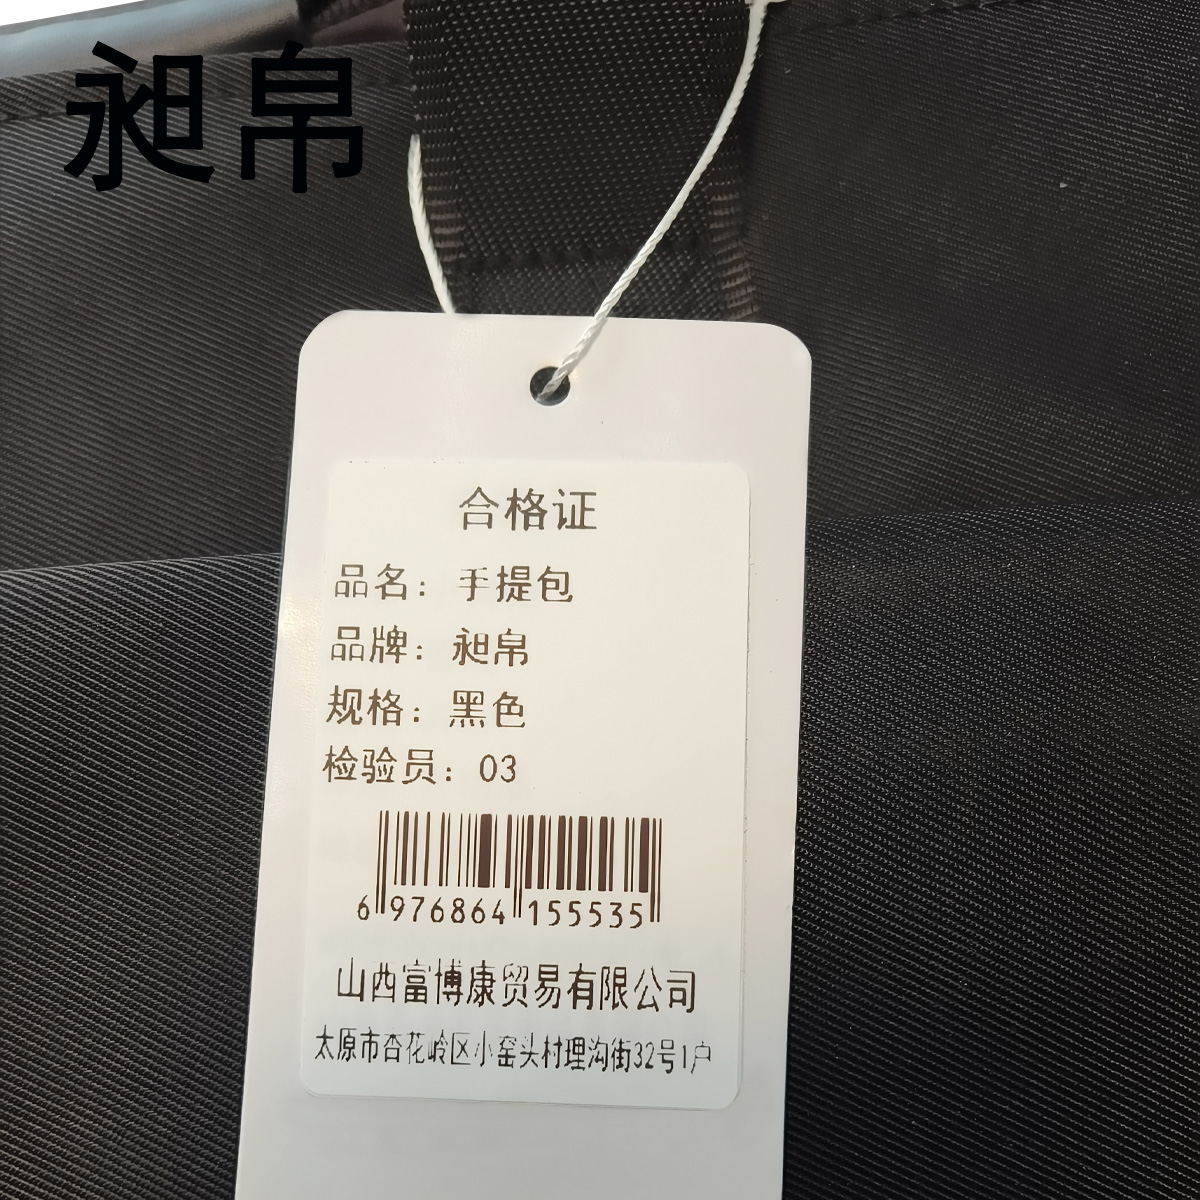 昶帛
合格证
品名：手提包
品牌：昶帛
规格：黑色
检验员：03
6 976864 155535
山西富博康贸易有限公司
太原市杏花岭区小窑头村理沟街32号1户